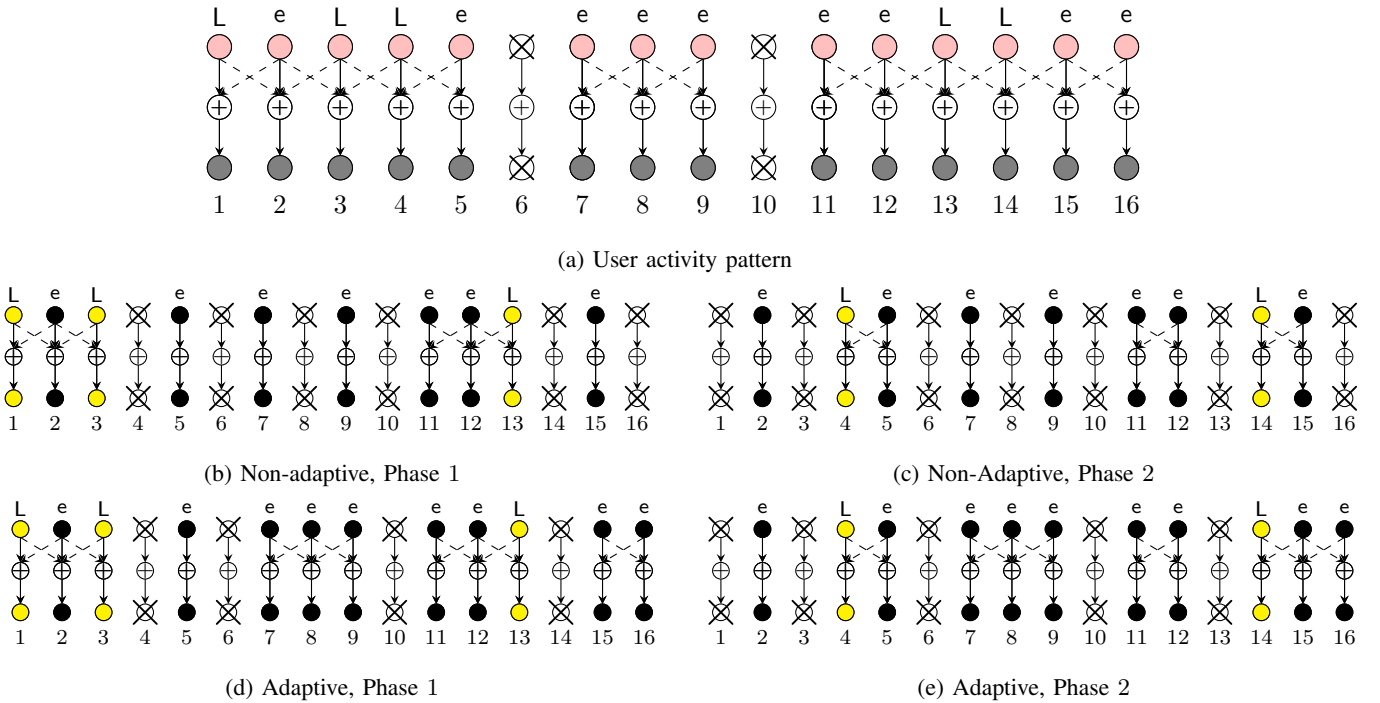 L e L L e e e e e e L L e e
1 2 3 4 5 6 7 8 9 10 11 12 13 14 15 16
(a) User activity pattern
L e L e e e e e L e
1 2 3 4 5 6 7 8 9 10 11 12 13 14 15 16
(b) Non-adaptive, Phase 1
e L e e e e e L e
1 2 3 4 5 6 7 8 9 10 11 12 13 14 15 16
(c) Non-Adaptive, Phase 2
L e L e e e e e e L e e
1 2 3 4 5 6 7 8 9 10 11 12 13 14 15 16
(d) Adaptive, Phase 1
e L e e e e e e L e e
1 2 3 4 5 6 7 8 9 10 11 12 13 14 15 16
(e) Adaptive, Phase 2